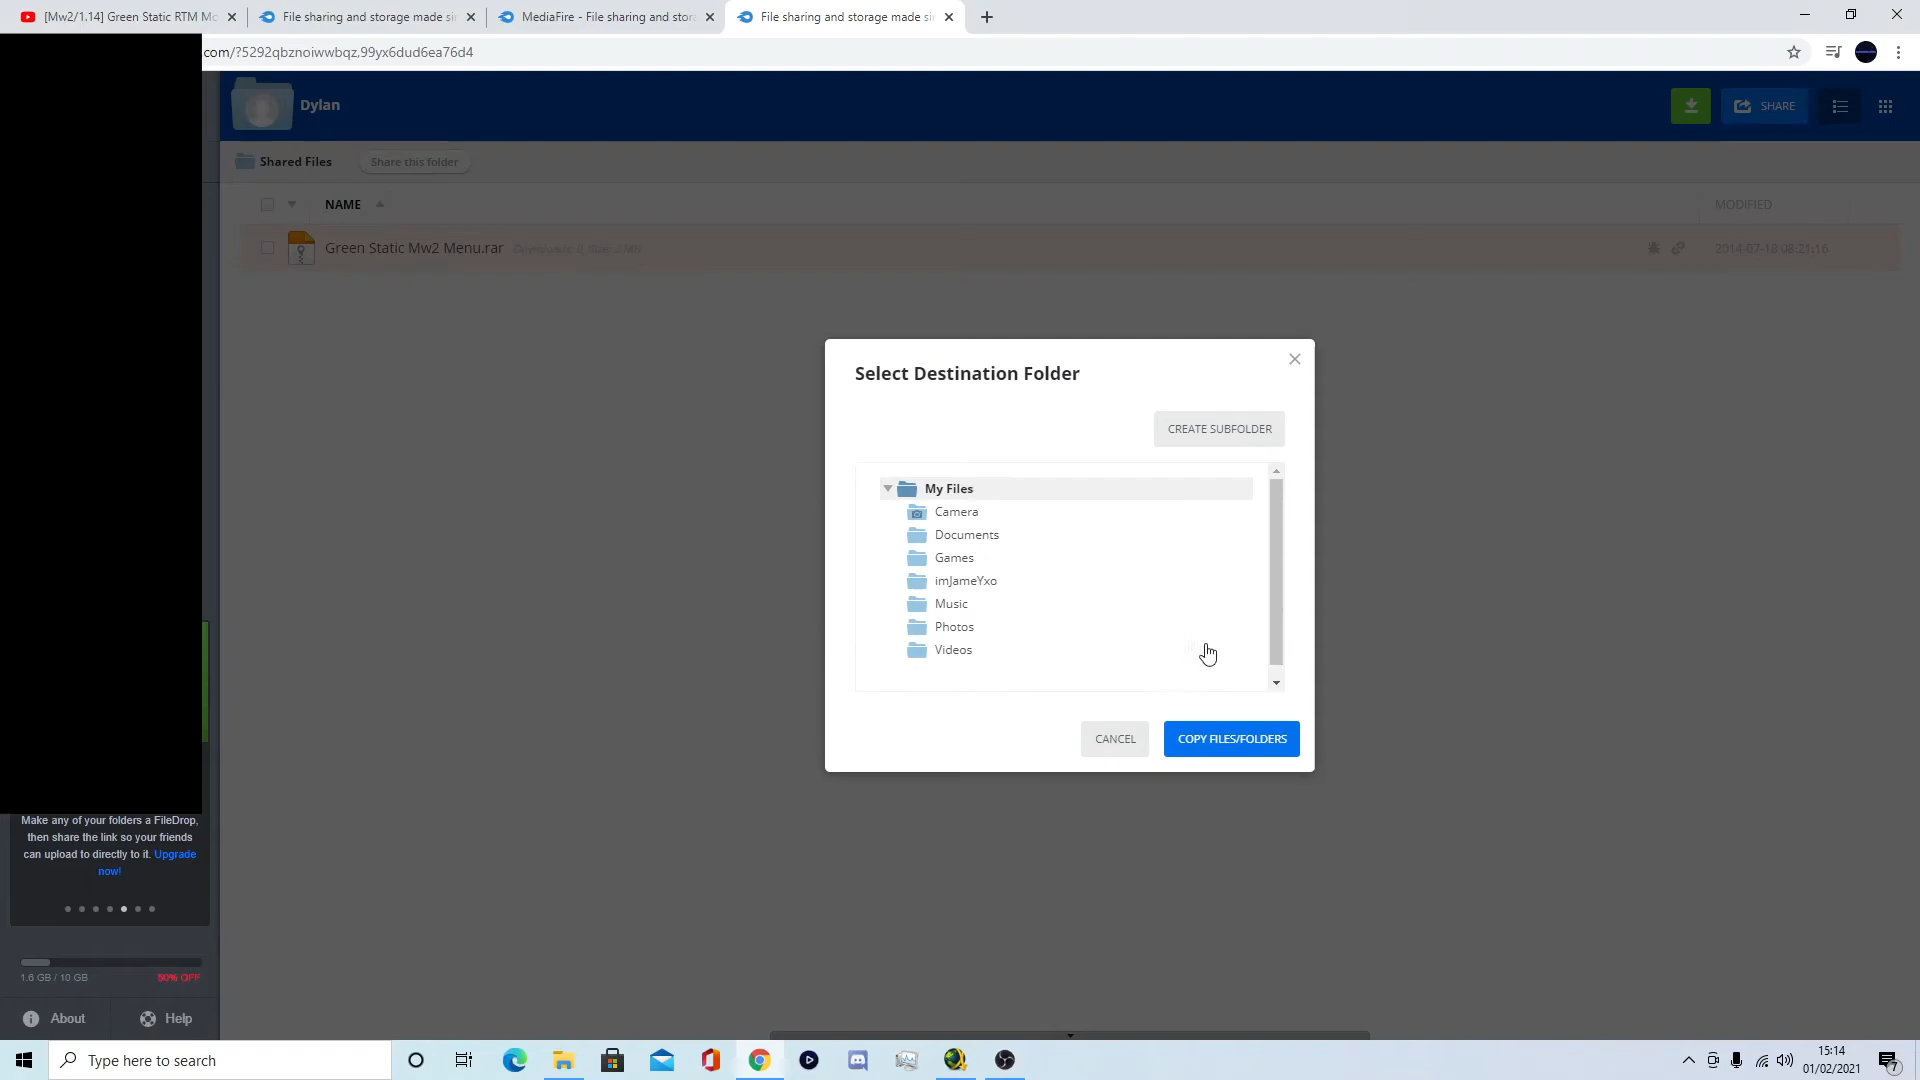 [Mw2/1.14] Green Static RTM Mo
File sharing and storage made si
MediaFire - File sharing and stor
File sharing and storage made si
.com/?5292qbznoiwwbqz,99yx6dud6ea76d4
Dylan
SHARE
Shared Files
Share this folder
NAME
MODIFIED
Green Static Mw2 Menu.rar
2014-07-18 08:21:16
Select Destination Folder
CREATE SUBFOLDER
My Files
Camera
Documents
Games
imJameYxo
Music
Photos
Videos
CANCEL
COPY FILES/FOLDERS
Make any of your folders a FileDrop,
then share the link so your friends
can upload to directly to it. Upgrade
now!
1.6 GB / 10 GB
50% OFF
About
Help
Type here to search
15:14
01/02/2021
7